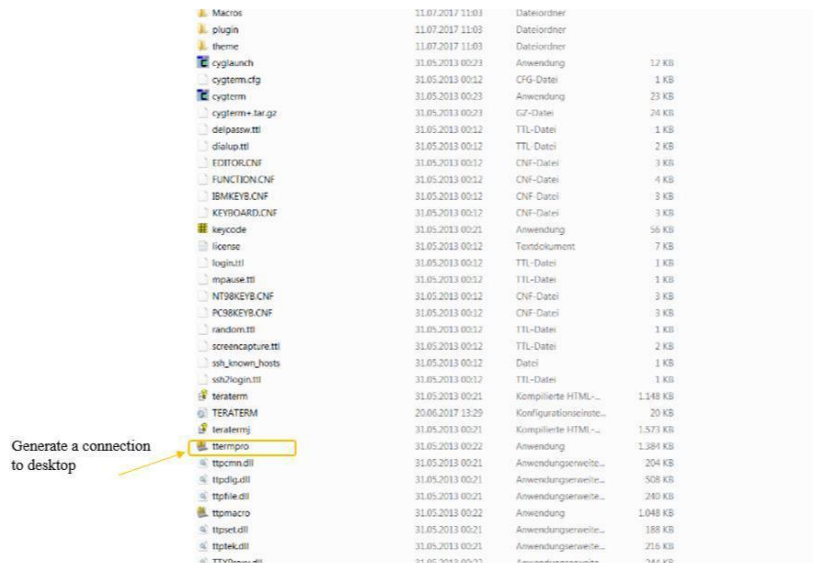 Macros 11.07.2017 11:03 Dateiordner
plugin 11.07.2017 11:03 Dateiordner
theme 11.07.2017 11:03 Dateiordner
cyglaunch 31.05.2013 00:23 Anwendung 12 KB
cygterm.cfg 31.05.2013 00:12 CFG-Datei 1 KB
cygterm 31.05.2013 00:23 Anwendung 23 KB
cygterm+.tar.gz 31.05.2013 00:23 GZ-Datei 24 KB
delpassw.ttl 31.05.2013 00:12 TTL-Datei 1 KB
dialup.ttl 31.05.2013 00:12 TTL-Datei 2 KB
EDITOR.CNF 31.05.2013 00:12 CNF-Datei 3 KB
FUNCTION.CNF 31.05.2013 00:12 CNF-Datei 4 KB
IBMKEYB.CNF 31.05.2013 00:12 CNF-Datei 3 KB
KEYBOARD.CNF 31.05.2013 00:12 CNF-Datei 3 KB
keycode 31.05.2013 00:21 Anwendung 56 KB
license 31.05.2013 00:12 Textdokument 7 KB
login.ttl 31.05.2013 00:12 TTL-Datei 1 KB
mpause.ttl 31.05.2013 00:12 TTL-Datei 1 KB
NT98KEYB.CNF 31.05.2013 00:12 CNF-Datei 3 KB
PC98KEYB.CNF 31.05.2013 00:12 CNF-Datei 3 KB
random.ttl 31.05.2013 00:12 TTL-Datei 1 KB
screencapture.ttl 31.05.2013 00:12 TTL-Datei 2 KB
ssh_known_hosts 31.05.2013 00:12 Datei 1 KB
ssh2login.ttl 31.05.2013 00:12 TTL-Datei 1 KB
teraterm 31.05.2013 00:21 Kompilierte HTML-... 1.148 KB
TERATERM 20.06.2017 13:29 Konfigurationseinste... 20 KB
teratermj 31.05.2013 00:21 Kompilierte HTML-... 1.573 KB
Generate a connection
to desktop
ttermpro 31.05.2013 00:22 Anwendung 1.384 KB
ttpcmn.dll 31.05.2013 00:21 Anwendungserweite... 204 KB
ttpdlg.dll 31.05.2013 00:21 Anwendungserweite... 508 KB
ttpfile.dll 31.05.2013 00:21 Anwendungserweite... 240 KB
ttpmacro 31.05.2013 00:22 Anwendung 1.048 KB
ttpset.dll 31.05.2013 00:21 Anwendungserweite... 188 KB
ttptek.dll 31.05.2013 00:21 Anwendungserweite... 216 KB
TTXProxy.dll 31.05.2013 00:22 Anwendungserweite... 244 KB